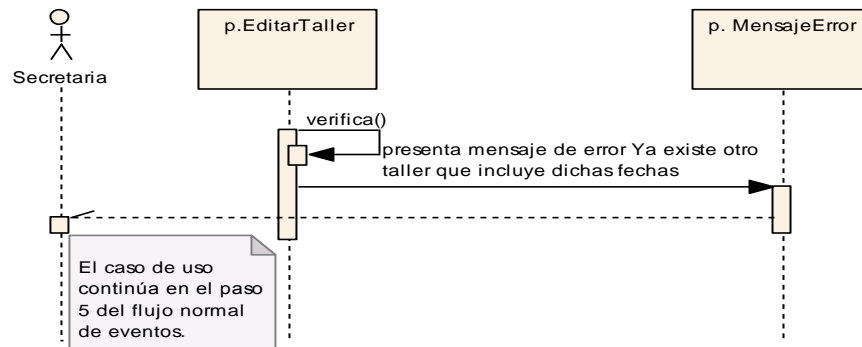 p.EditarTaller
p. MensajeError
Secretaria
verifica()
presenta mensaje de error Ya existe otro
taller que incluye dichas fechas
El caso de uso
continúa en el paso
5 del flujo normal
de eventos.